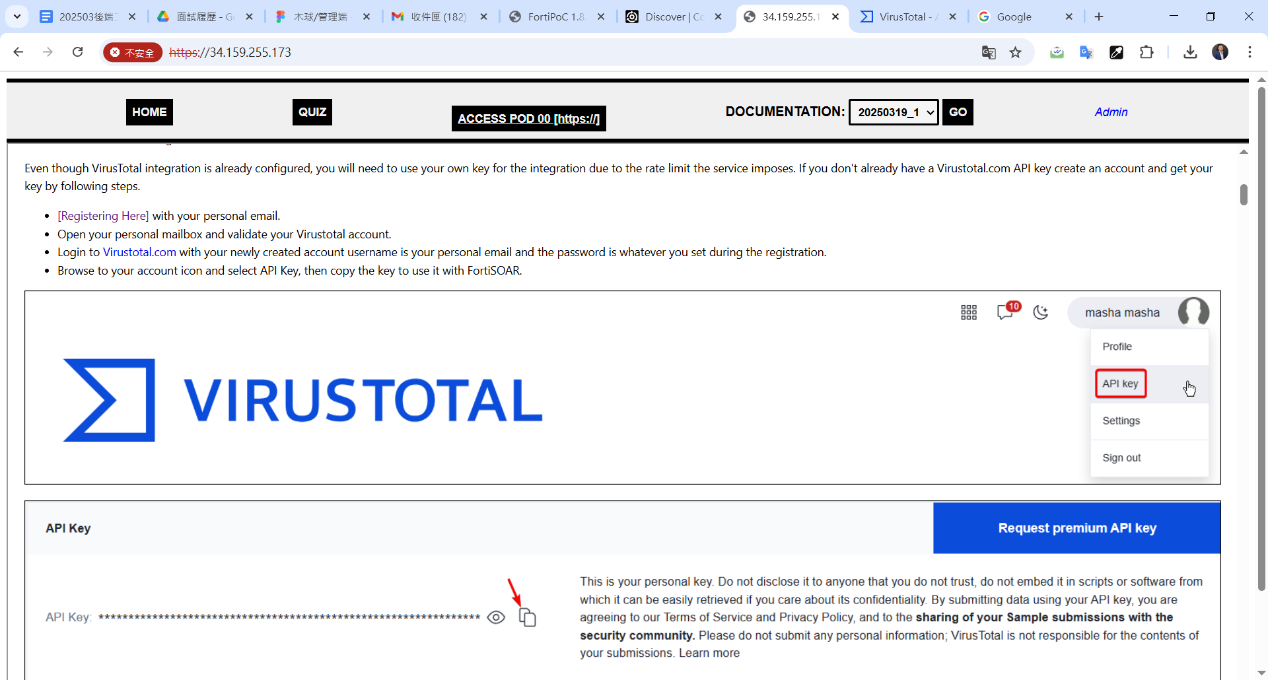 202503後端
面試履歷 - G
木球/管理端
收件匣 (182)
FortiPoC 1.8.
Discover | C
34.159.255.1
VirusTotal -
Google
不安全
https://34.159.255.173
HOME
QUIZ
ACCESS POD 00 [https://]
DOCUMENTATION:
20250319_1
GO
Admin
Even though VirusTotal integration is already configured, you will need to use your own key for the integration due to the rate limit the service imposes. If you don't already have a Virustotal.com API key create an account and get your
key by following steps.
• [Registering Here] with your personal email.
• Open your personal mailbox and validate your Virustotal account.
• Login to Virustotal.com with your newly created account username is your personal email and the password is whatever you set during the registration.
• Browse to your account icon and select API Key, then copy the key to use it with FortiSOAR.
10
masha masha
Profile
API key
Settings
Sign out
VIRUSTOTAL
API Key
Request premium API key
This is your personal key. Do not disclose it to anyone that you do not trust, do not embed it in scripts or software from
which it can be easily retrieved if you care about its confidentiality. By submitting data using your API key, you are
agreeing to our Terms of Service and Privacy Policy, and to the sharing of your Sample submissions with the
security community. Please do not submit any personal information; VirusTotal is not responsible for the contents of
your submissions. Learn more
API Key: ****************************************************************